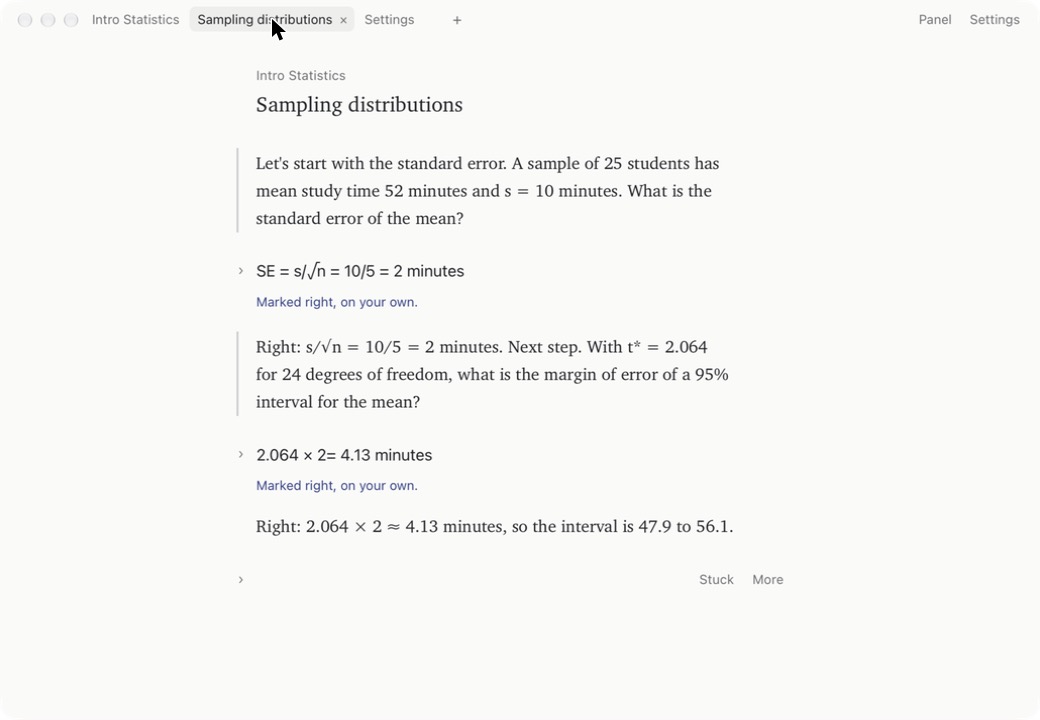 Intro Statistics
Sampling distributions ×
Settings
+
Panel
Settings
Intro Statistics
Sampling distributions
Let's start with the standard error. A sample of 25 students has
mean study time 52 minutes and s = 10 minutes. What is the
standard error of the mean?
› SE = s/√n = 10/5 = 2 minutes
Marked right, on your own.
Right: s/√n = 10/5 = 2 minutes. Next step. With t* = 2.064
for 24 degrees of freedom, what is the margin of error of a 95%
interval for the mean?
› 2.064 × 2= 4.13 minutes
Marked right, on your own.
Right: 2.064 × 2 ≈ 4.13 minutes, so the interval is 47.9 to 56.1.
›
Stuck
More